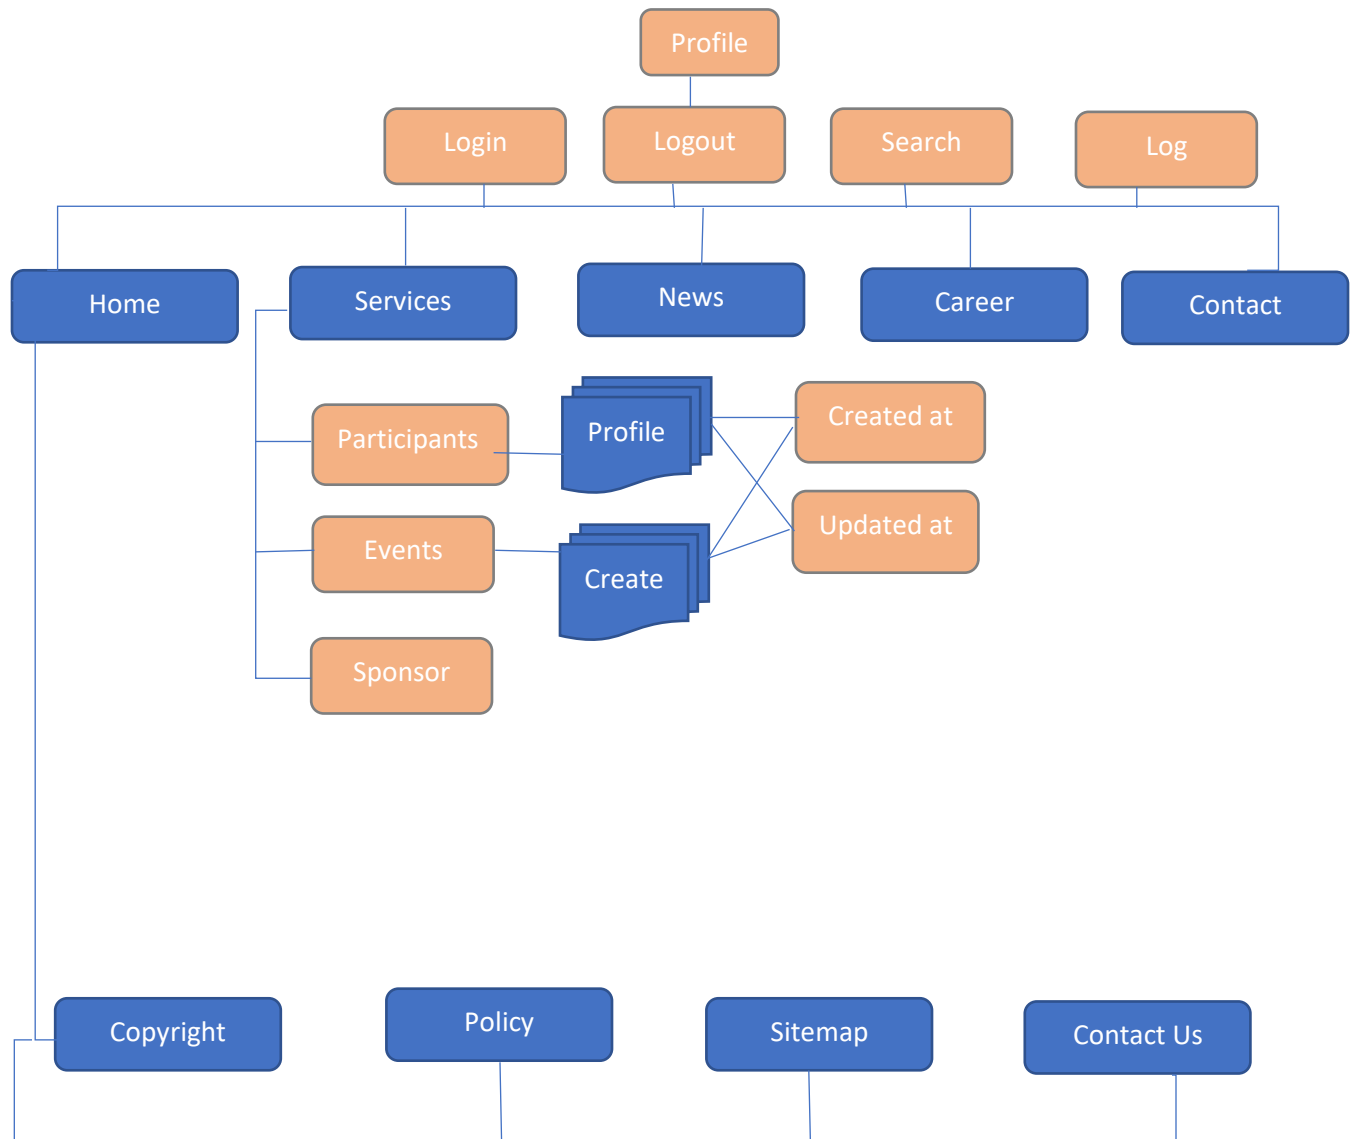 Profile
Login
Logout
Search
Log
Home
Services
News
Career
Contact
Participants
Profile
Created at
Events
Create
Updated at
Sponsor
Copyright
Policy
Sitemap
Contact Us